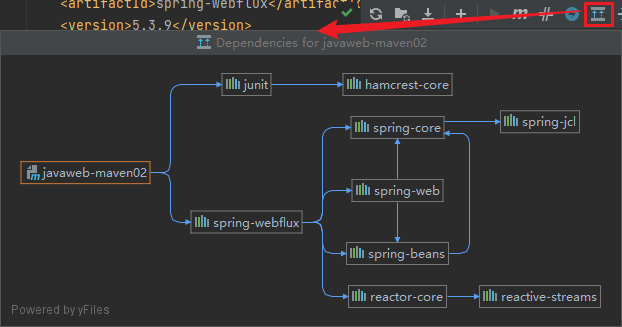 <artifactId>spring-webflux</artifactId>
<version>5.3.9</version>
Dependencies for javaweb-maven02
junit
hamcrest-core
spring-core
spring-jcl
javaweb-maven02
spring-web
spring-webflux
spring-beans
reactor-core
reactive-streams
Powered by yFiles